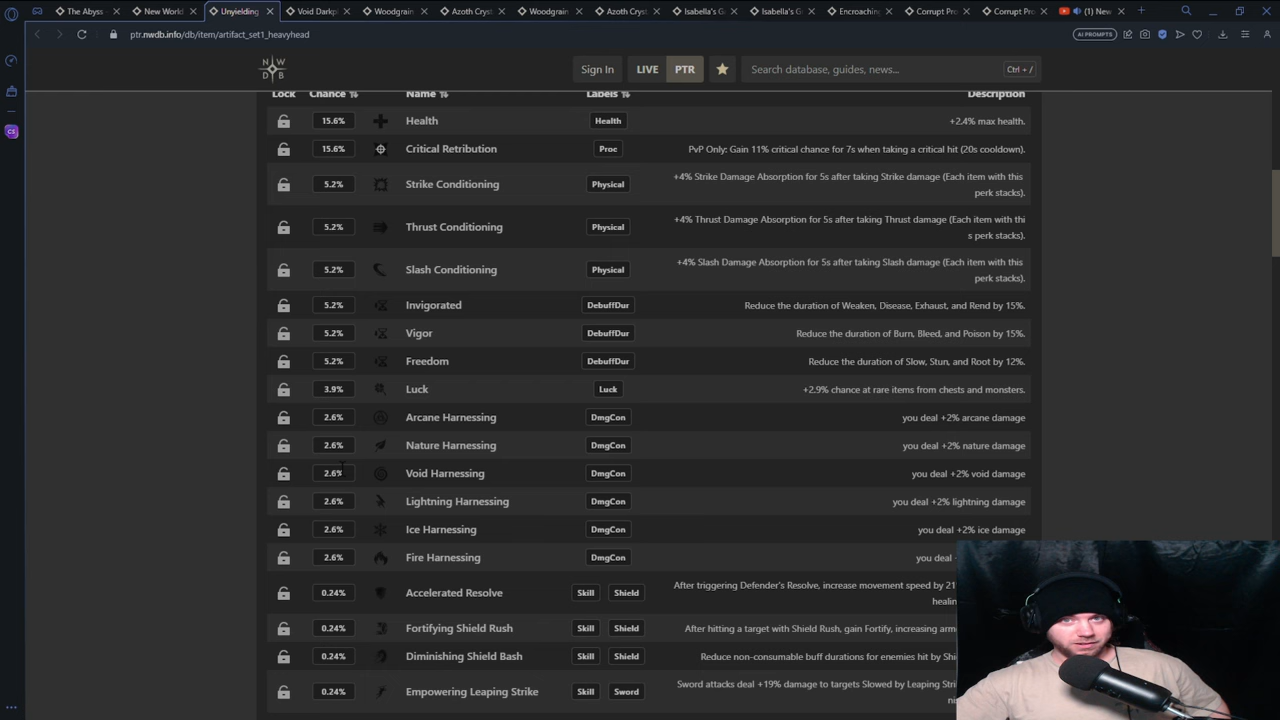 The Abyss
New World
Unyielding
Void Darkp
Woodgrain
Azoth Cryst
Woodgrain
Azoth Cryst
Isabella's G
Isabella's G
Encroachin
Corrupt Pro
Corrupt Pro
(1) New
ptr.nwdb.info/db/item/artifact_set1_heavyhead
AI PROMPTS
CS
N W
D B
Sign In
LIVE
PTR
Search database, guides, news...
Ctrl + /
Lock Chance Name Labels Description
15.6% Health Health +2.4% max health.
15.6% Critical Retribution Proc PvP Only: Gain 11% critical chance for 7s when taking a critical hit (20s cooldown).
5.2% Strike Conditioning Physical +4% Strike Damage Absorption for 5s after taking Strike damage (Each item with this
perk stacks).
5.2% Thrust Conditioning Physical +4% Thrust Damage Absorption for 5s after taking Thrust damage (Each item with thi
s perk stacks).
5.2% Slash Conditioning Physical +4% Slash Damage Absorption for 5s after taking Slash damage (Each item with this
perk stacks).
5.2% Invigorated DebuffDur Reduce the duration of Weaken, Disease, Exhaust, and Rend by 15%.
5.2% Vigor DebuffDur Reduce the duration of Burn, Bleed, and Poison by 15%.
5.2% Freedom DebuffDur Reduce the duration of Slow, Stun, and Root by 12%.
3.9% Luck Luck +2.9% chance at rare items from chests and monsters.
2.6% Arcane Harnessing DmgCon you deal +2% arcane damage
2.6% Nature Harnessing DmgCon you deal +2% nature damage
2.6% Void Harnessing DmgCon you deal +2% void damage
2.6% Lightning Harnessing DmgCon you deal +2% lightning damage
2.6% Ice Harnessing DmgCon you deal +2% ice damage
2.6% Fire Harnessing DmgCon you deal
0.24% Accelerated Resolve Skill Shield After triggering Defender's Resolve, increase movement speed by 21
healin
0.24% Fortifying Shield Rush Skill Shield After hitting a target with Shield Rush, gain Fortify, increasing arm
0.24% Diminishing Shield Bash Skill Shield Reduce non-consumable buff durations for enemies hit by Shi
0.24% Empowering Leaping Strike Skill Sword Sword attacks deal +19% damage to targets Slowed by Leaping Stri